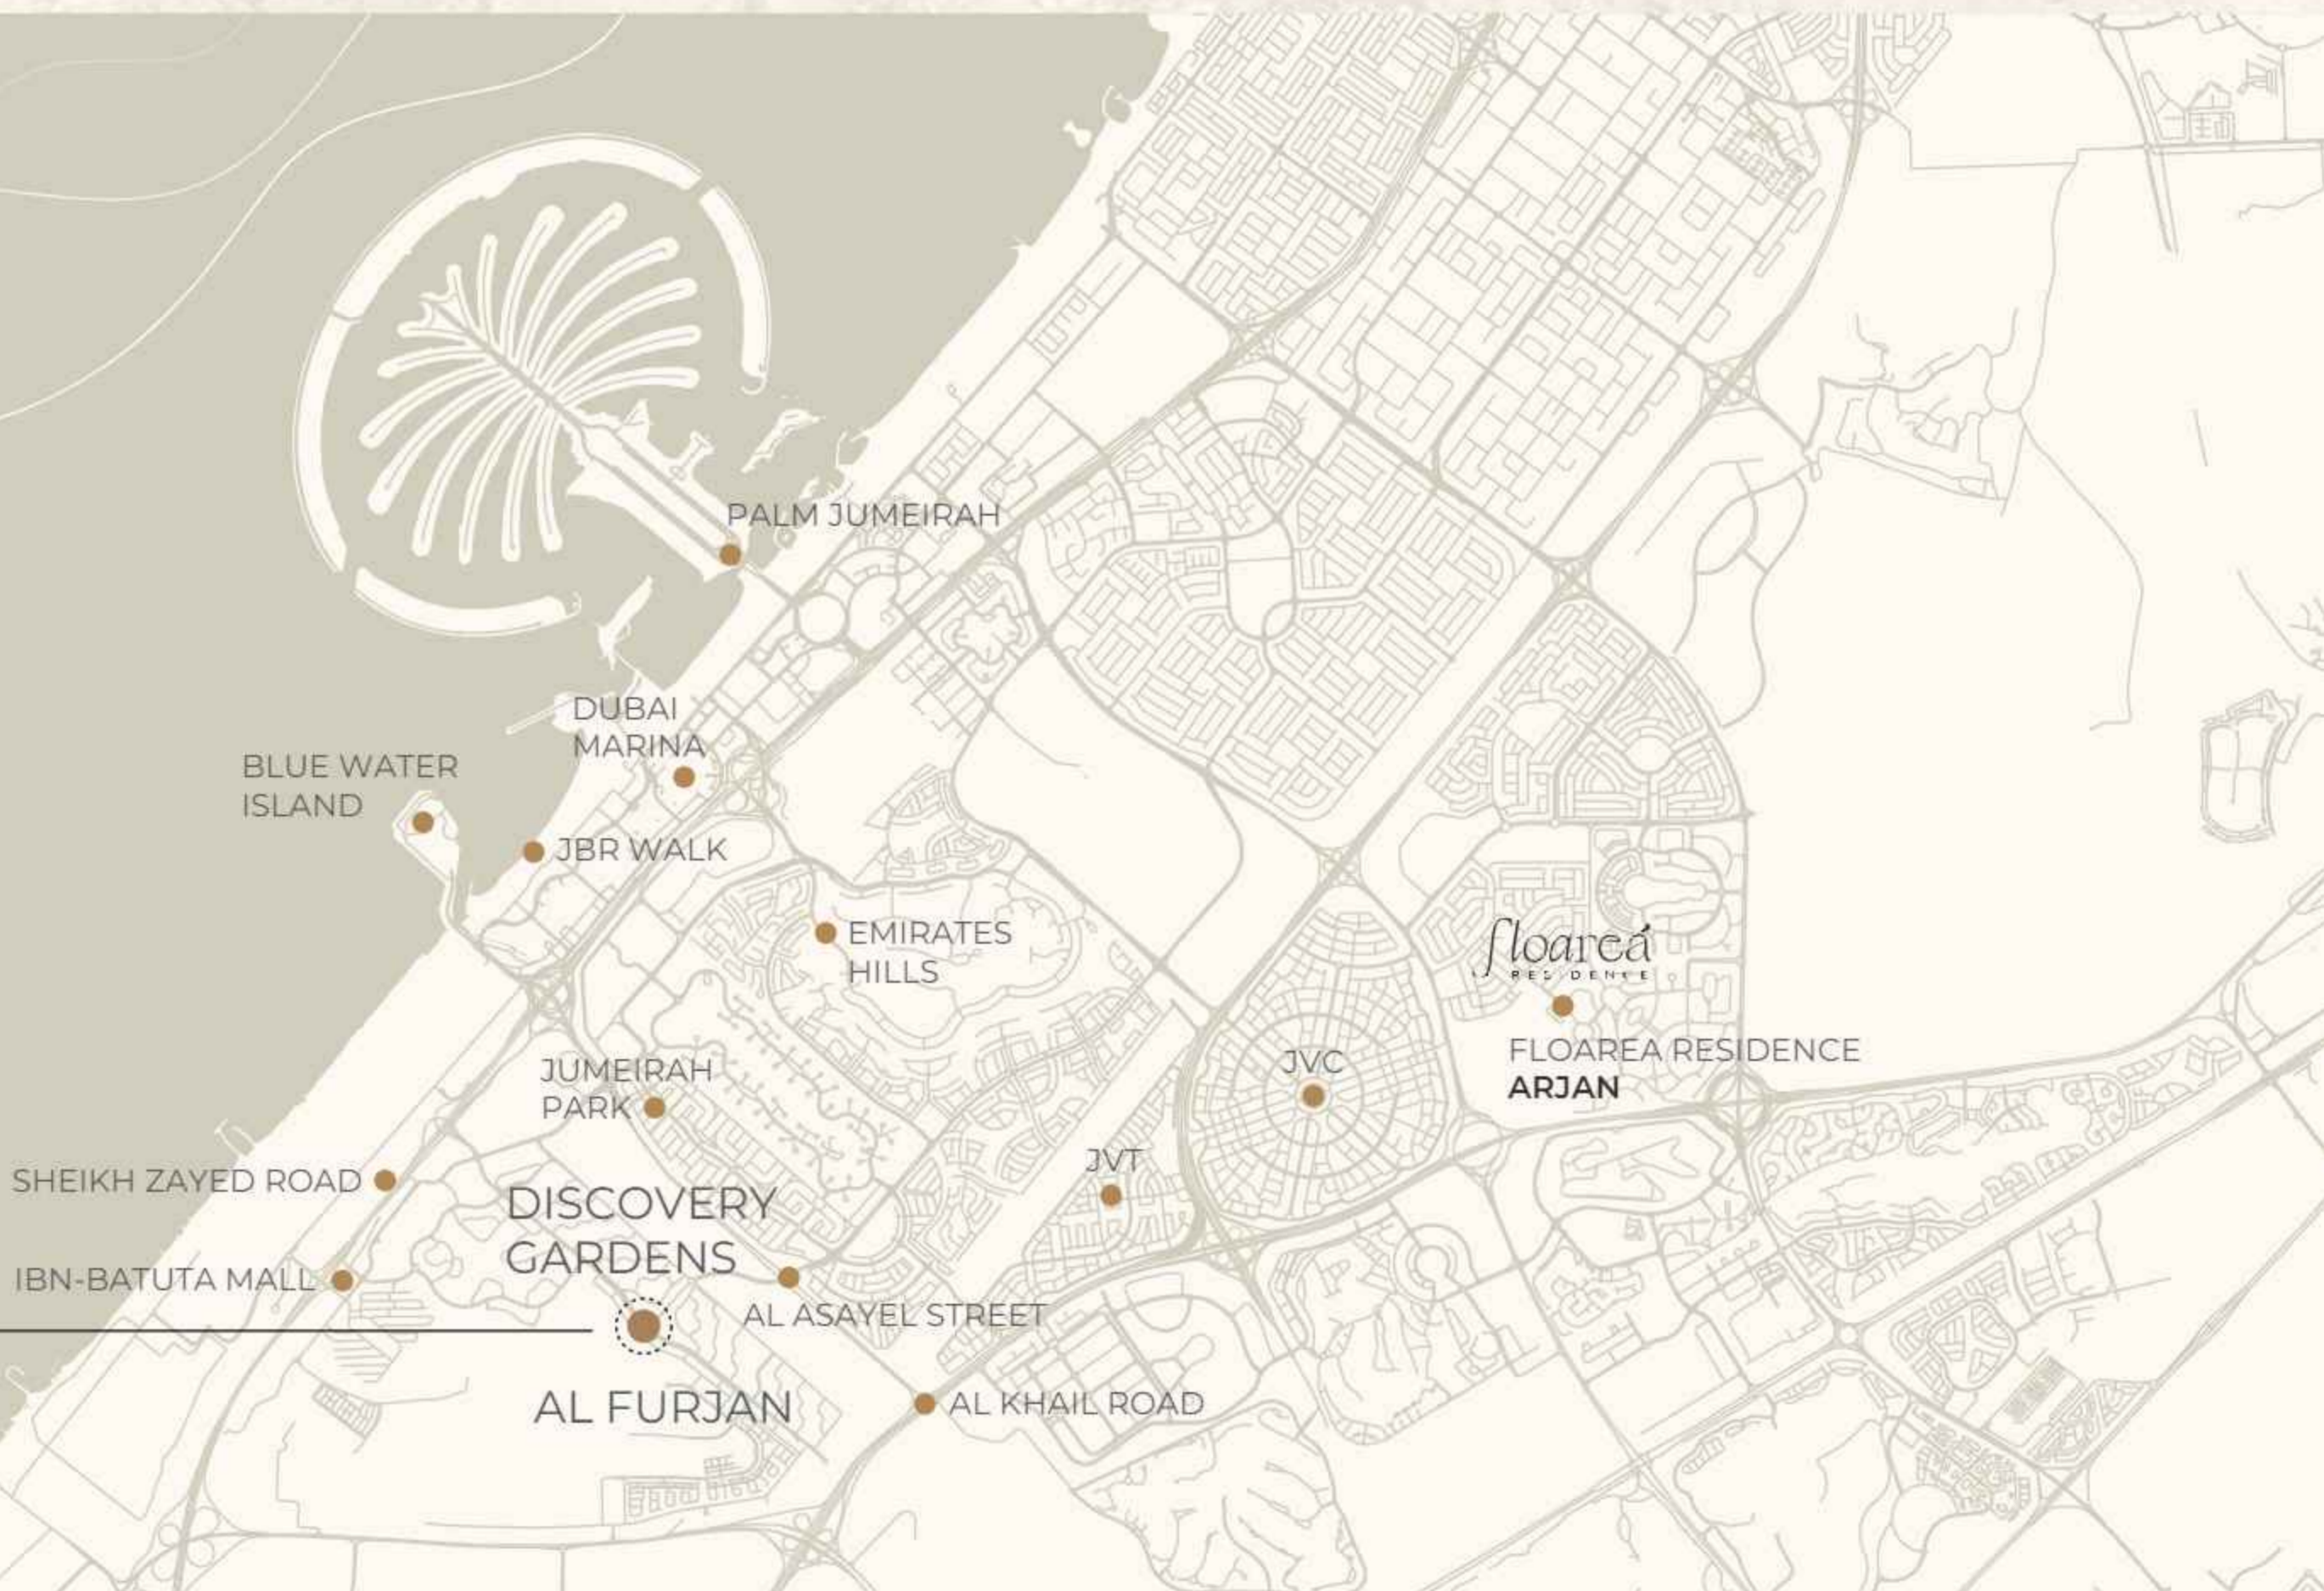 PALM JUMEIRAH
DUBAI
MARINA
BLUE WATER
ISLAND
JBR WALK
EMIRATES
HILLS
floareá
RESIDENCE
FLOAREA RESIDENCE
ARJAN
JVC
JUMEIRAH
PARK
JVT
SHEIKH ZAYED ROAD
DISCOVERY
GARDENS
IBN-BATUTA MALL
AL ASAYEL STREET
AL FURJAN
AL KHAIL ROAD